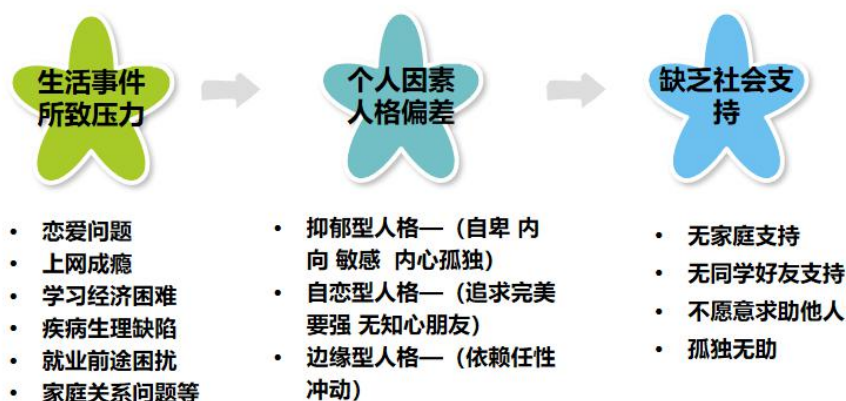 生活事件
所致压力
个人因素
人格偏差
缺乏社会支
持
• 恋爱问题
• 上网成瘾
• 学习经济困难
• 疾病生理缺陷
• 就业前途困扰
• 家庭关系问题等
• 抑郁型人格—（自卑 内
向 敏感 内心孤独）
• 自恋型人格—（追求完美
要强 无知心朋友）
• 边缘型人格—（依赖任性
冲动）
• 无家庭支持
• 无同学好友支持
• 不愿意求助他人
• 孤独无助